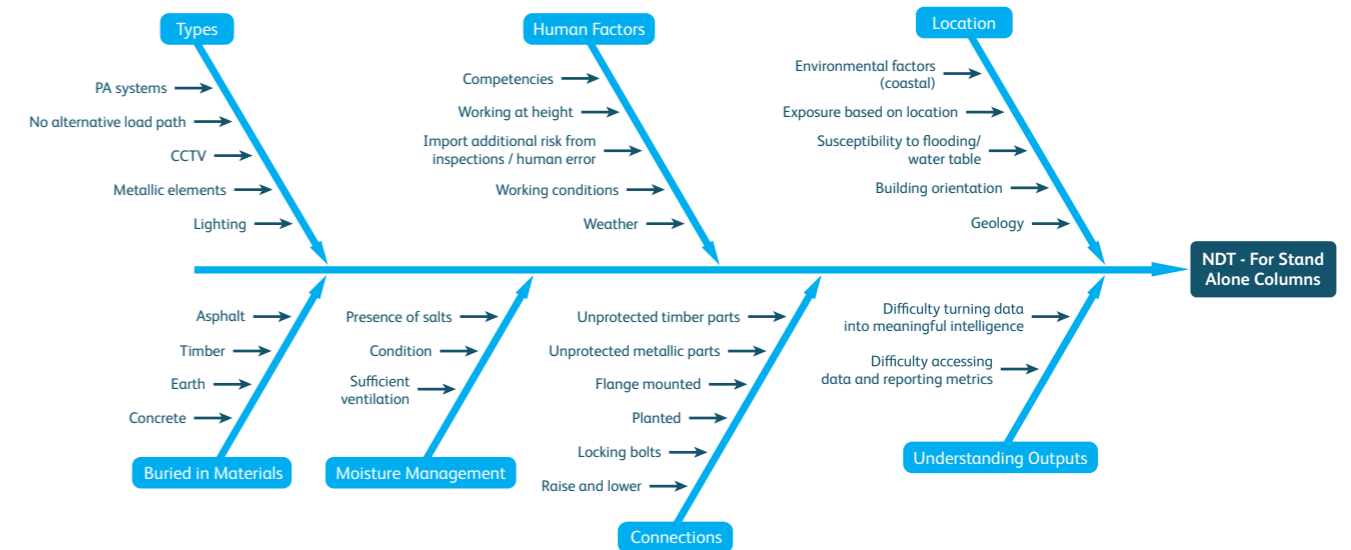 Types
PA systems
No alternative load path
CCTV
Metallic elements
Lighting
Human Factors
Competencies
Working at height
Import additional risk from
inspections / human error
Working conditions
Weather
Location
Environmental factors
(coastal)
Exposure based on location
Susceptibility to flooding/
water table
Building orientation
Geology
NDT - For Stand
Alone Columns
Asphalt
Timber
Earth
Concrete
Buried in Materials
Presence of salts
Condition
Sufficient
ventilation
Moisture Management
Unprotected timber parts
Unprotected metallic parts
Flange mounted
Planted
Locking bolts
Raise and lower
Connections
Difficulty turning data
into meaningful intelligence
Difficulty accessing
data and reporting metrics
Understanding Outputs